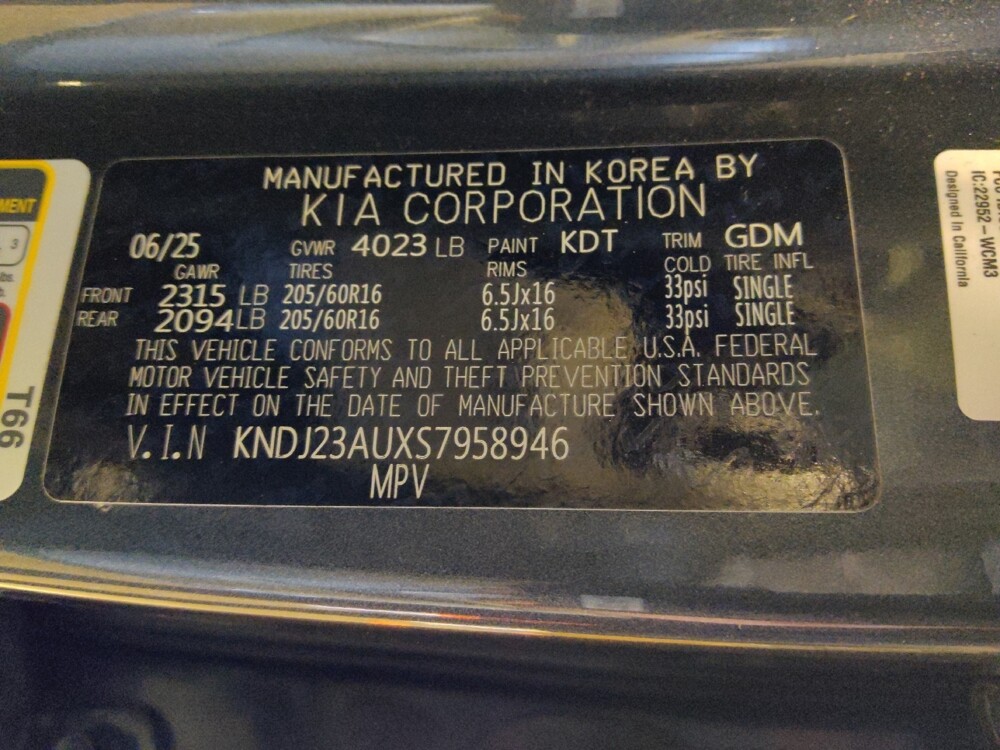 MANUFACTURED IN KOREA BY
KIA CORPORATION
06/25 GVWR 4023 LB PAINT KDT TRIM GDM
GAWR TIRES RIMS COLD TIRE INFL
FRONT 2315 LB 205/60R16 6.5Jx16 33psi SINGLE
REAR 2094LB 205/60R16 6.5Jx16 33psi SINGLE
THIS VEHICLE CONFORMS TO ALL APPLICABLE U.S.A. FEDERAL
MOTOR VEHICLE SAFETY AND THEFT PREVENTION STANDARDS
IN EFFECT ON THE DATE OF MANUFACTURE SHOWN ABOVE.
V.I.N KNDJ23AUXS7958946
MPV
MENT
3
T66
IC:22952-WCM3
Designed in California